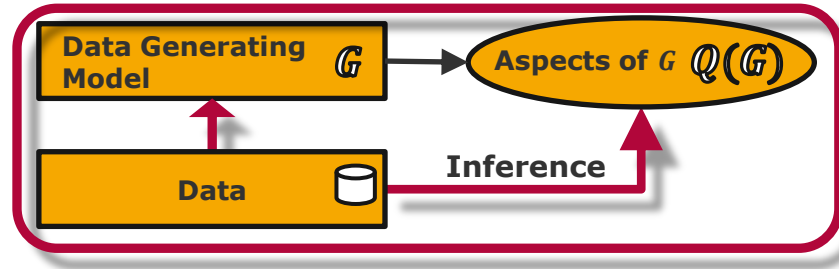 Data Generating
Model G
Aspects of G Q(G)
Data
Inference